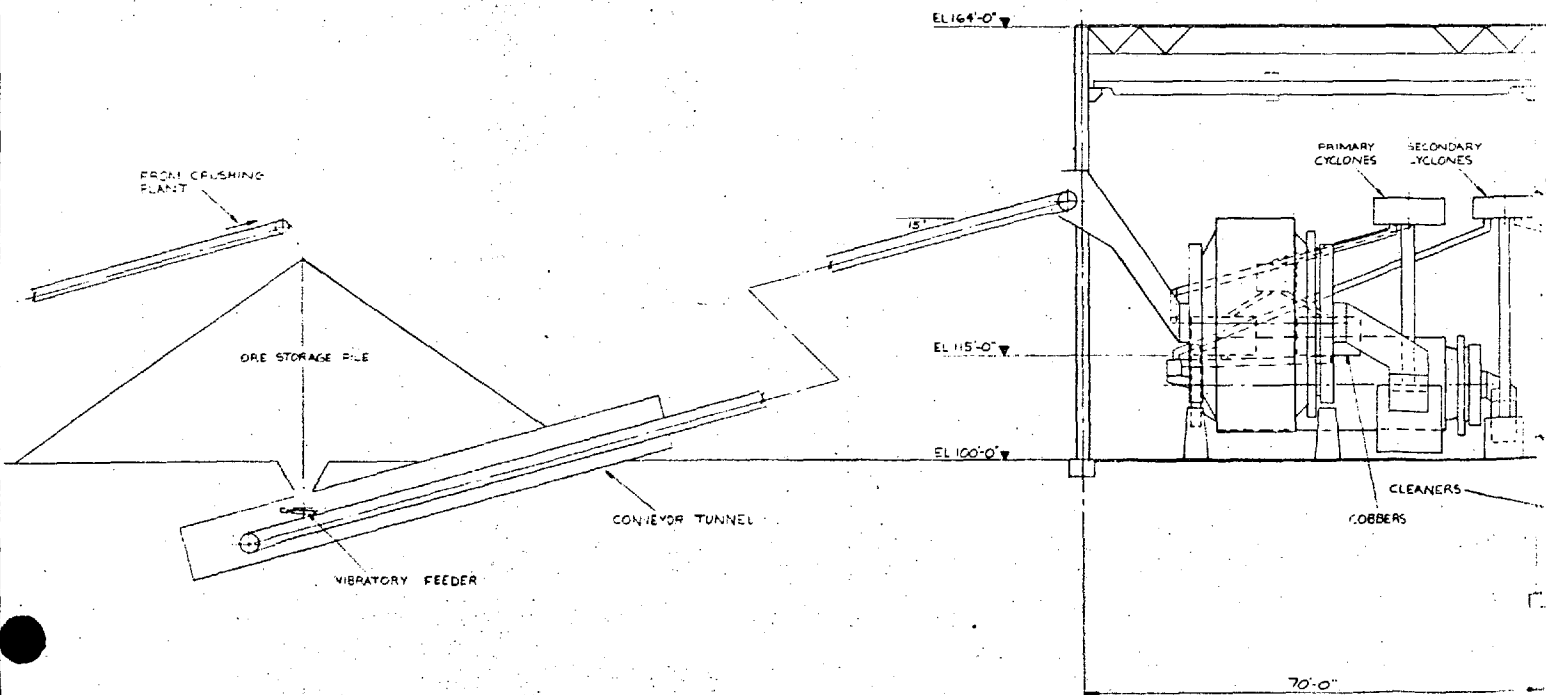 EL 164'-0"
PRIMARY
CYCLONES
SECONDARY
CYCLONES
FROM CRUSHING
PLANT
15°
ORE STORAGE PILE
EL 115'-0"
EL 100'-0"
CLEANERS
COBBERS
CONVEYOR TUNNEL
VIBRATORY FEEDER
70'-0"